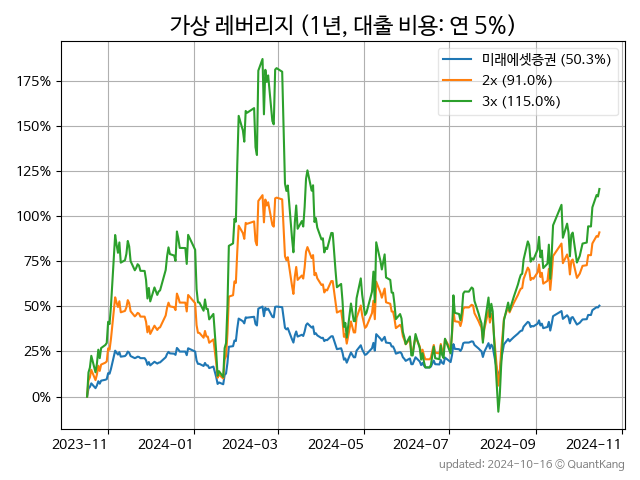 가상 레버리지 (1년, 대출 비용: 연 5%)
미래에셋증권 (50.3%)
2x (91.0%)
3x (115.0%)
175%
150%
125%
100%
75%
50%
25%
0%
2023-11 2024-01 2024-03 2024-05 2024-07 2024-09 2024-11
updated: 2024-10-16 © QuantKang